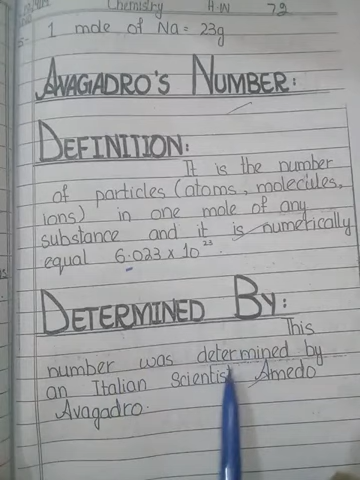 Chemistry H.W 72
1 mole of Na = 23g
AVAGADRO'S NUMBER:
DEFINITION:
It is the number
of particles (atoms, molecules,
ions) in one mole of any
substance and it is numerically
equal 6.023 x 10²³.
DETERMINED BY:
This
number was determined by
an Italian Scientist Amedo
Avagadro.